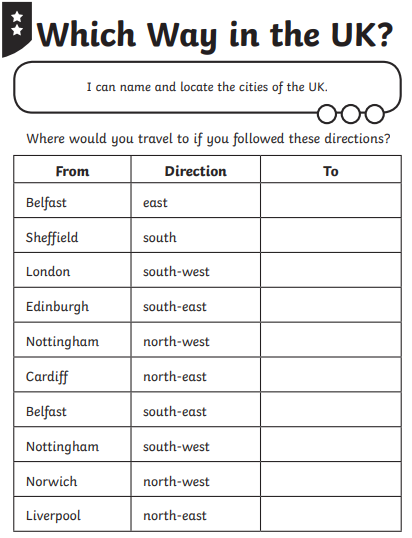 Which Way in the UK?
I can name and locate the cities of the UK.
Where would you travel to if you followed these directions?
From Direction To
Belfast east
Sheffield south
London south-west
Edinburgh south-east
Nottingham north-west
Cardiff north-east
Belfast south-east
Nottingham south-west
Norwich north-west
Liverpool north-east